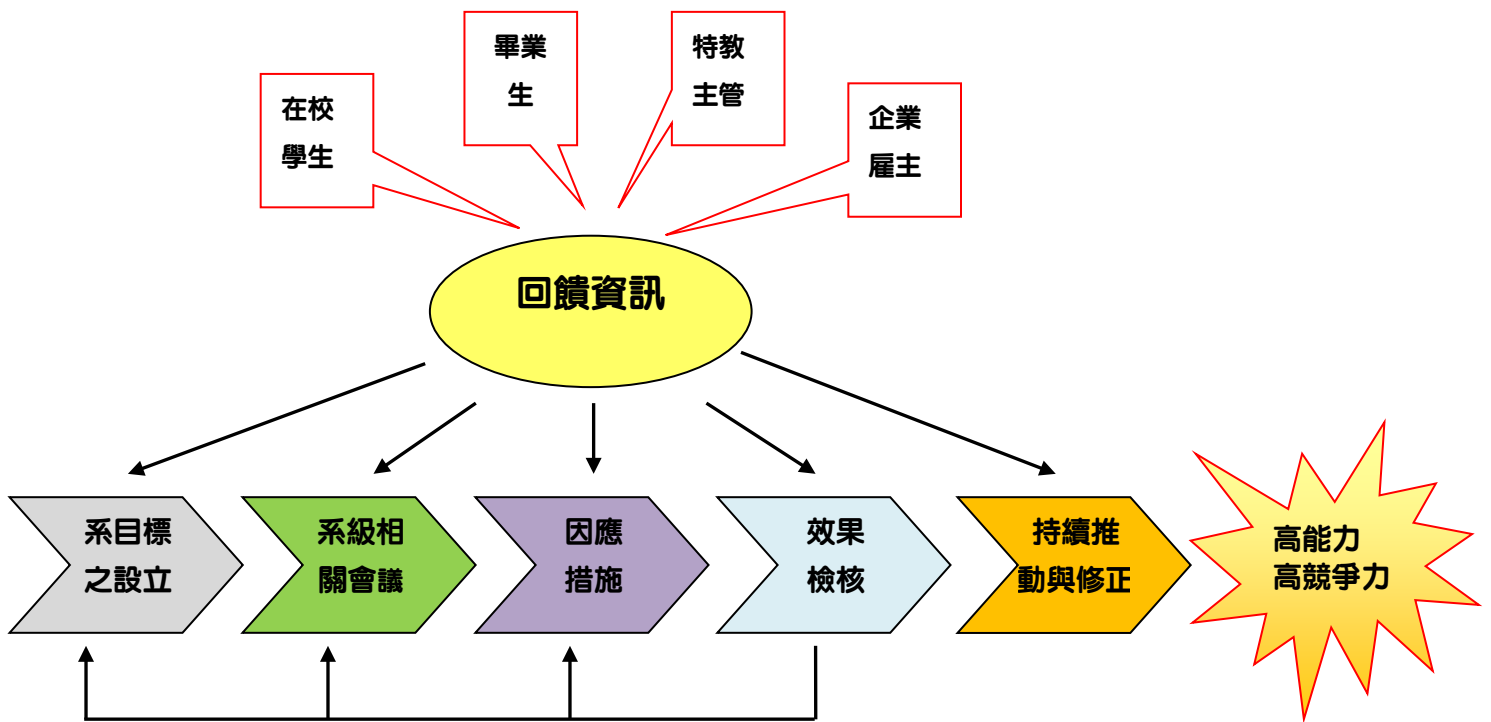 畢業
生
特教
主管
在校
學生
企業
雇主
回饋資訊
系目標
之設立
系級相
關會議
因應
措施
效果
檢核
持續推
動與修正
高能力
高競爭力